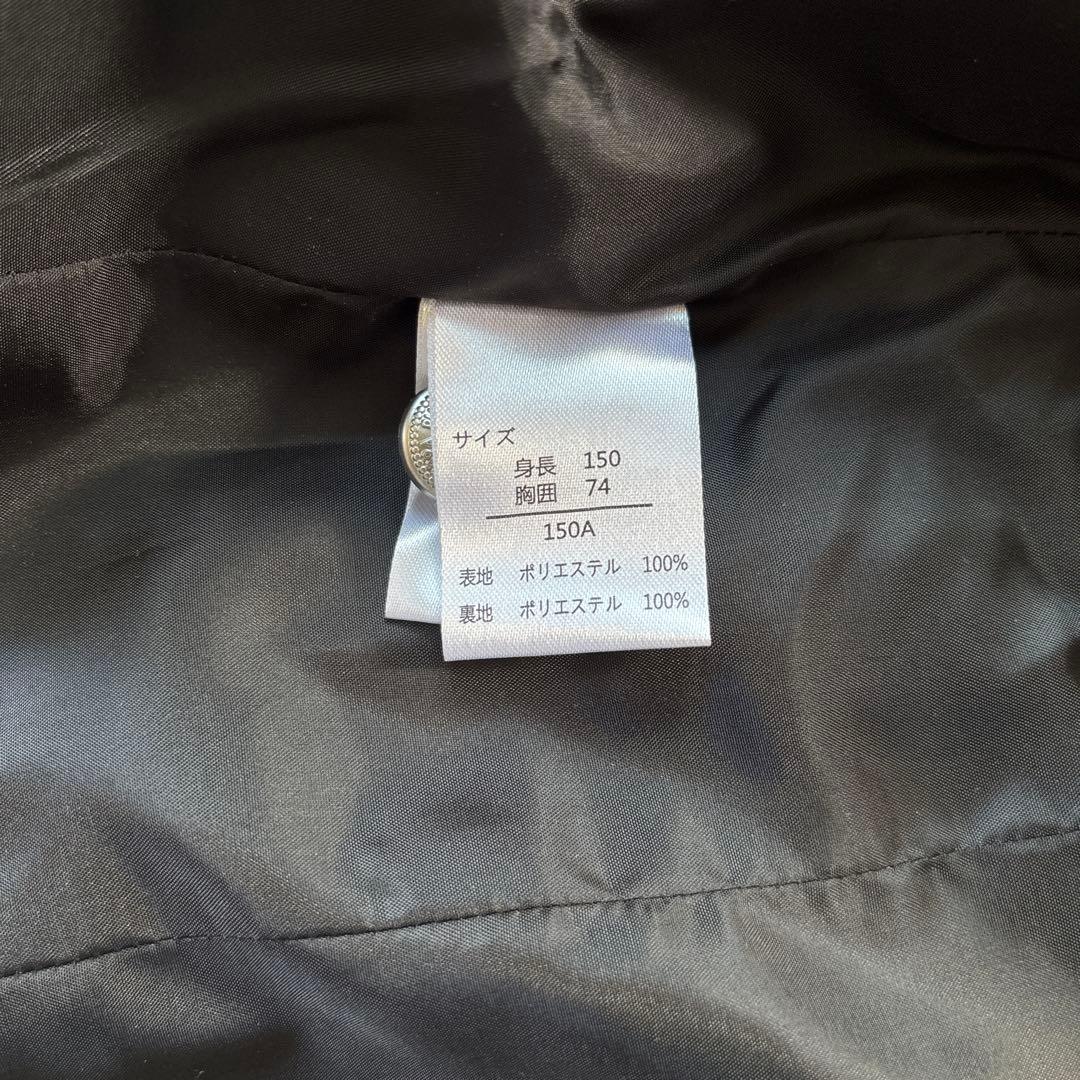 サイズ
身長 150
胸囲 74
150A
表地 ポリエステル 100%
裏地 ポリエステル 100%